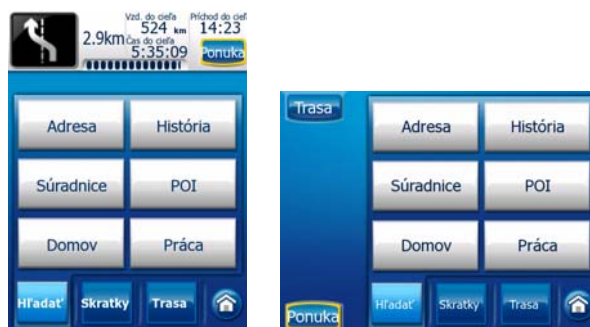 Vzd. do cieľa
Príchod do cieľ
524 km
14:23
2.9km
Čas do cieľa
5:35:09
Ponuka
Adresa
História
Súradnice
POI
Domov
Práca
Hľadať
Skratky
Trasa
Trasa
Adresa
História
Súradnice
POI
Domov
Práca
Ponuka
Hľadať
Skratky
Trasa